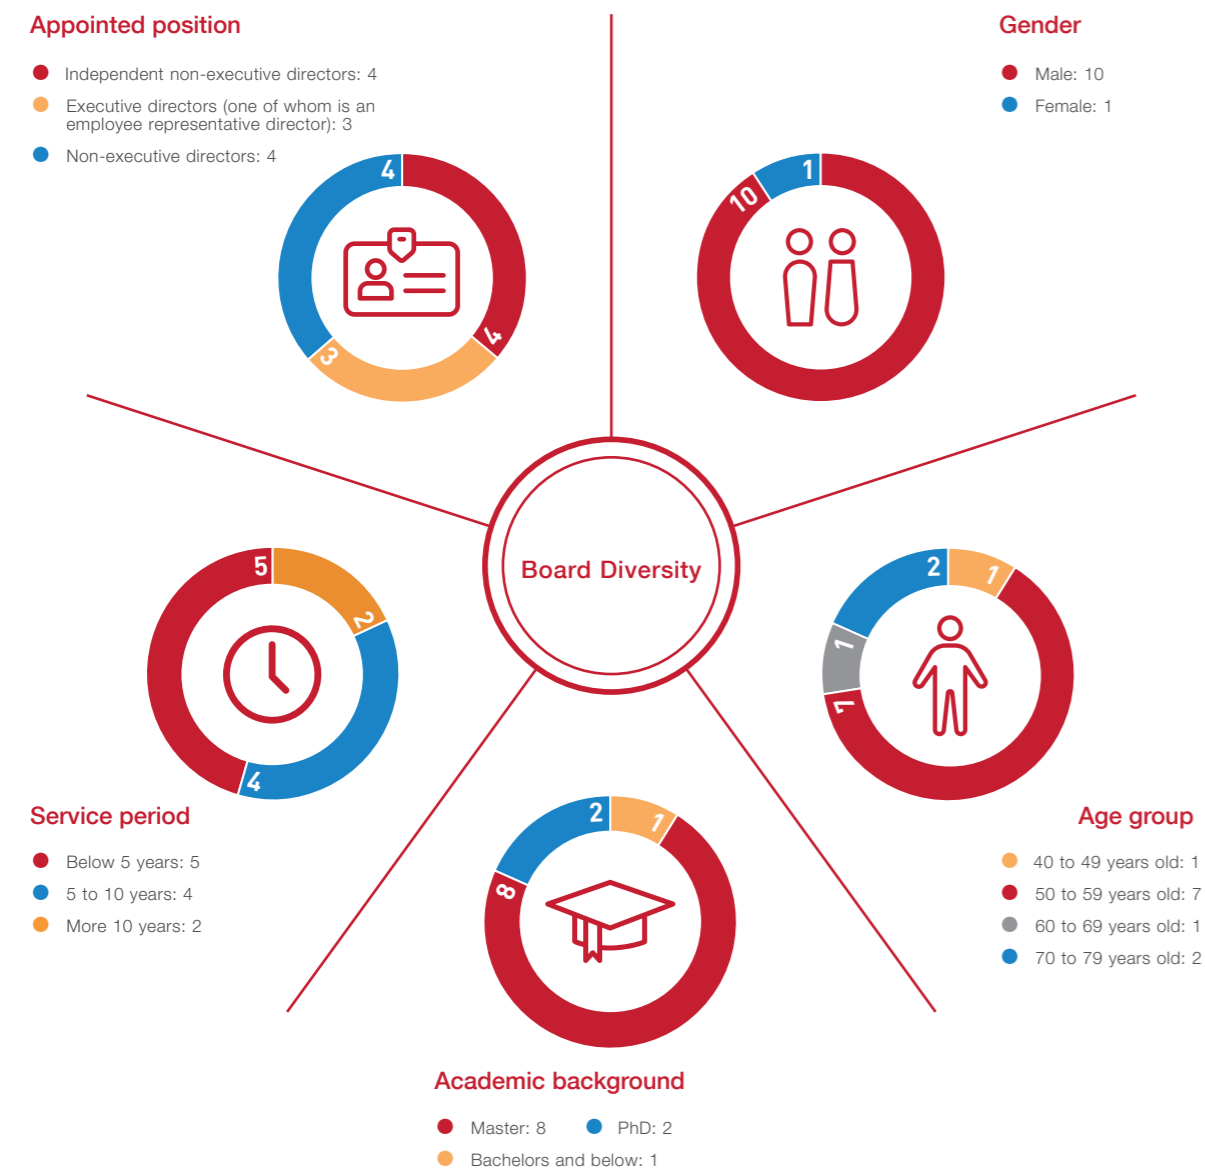 Appointed position
Independent non-executive directors: 4
Executive directors (one of whom is an
employee representative director): 3
Non-executive directors: 4
4
4
3
Gender
Male: 10
Female: 1
10
1
Board Diversity
5
2
4
Service period
Below 5 years: 5
5 to 10 years: 4
More 10 years: 2
2
1
1
7
Age group
40 to 49 years old: 1
50 to 59 years old: 7
60 to 69 years old: 1
70 to 79 years old: 2
2
1
8
Academic background
Master: 8
PhD: 2
Bachelors and below: 1